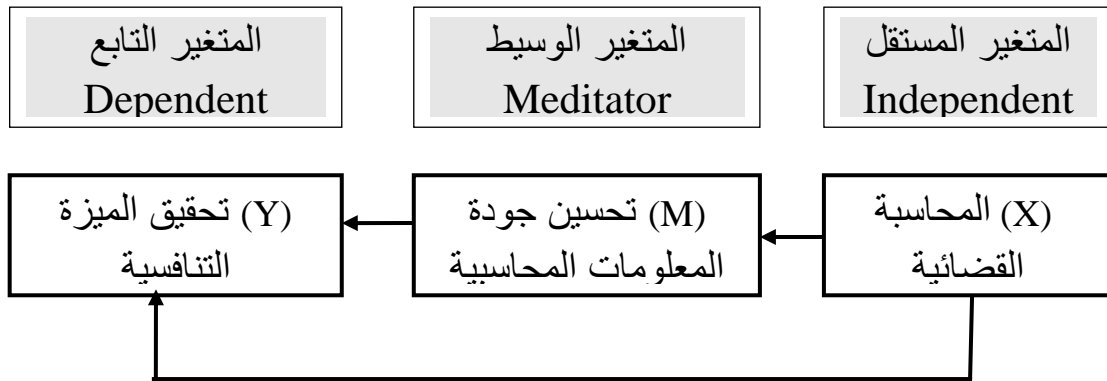 المتغير المستقل
Independent
المتغير الوسيط
Meditator
المتغير التابع
Dependent
(X) المحاسبة
القضائية
(M) تحسين جودة
المعلومات المحاسبية
(Y) تحقيق الميزة
التنافسية